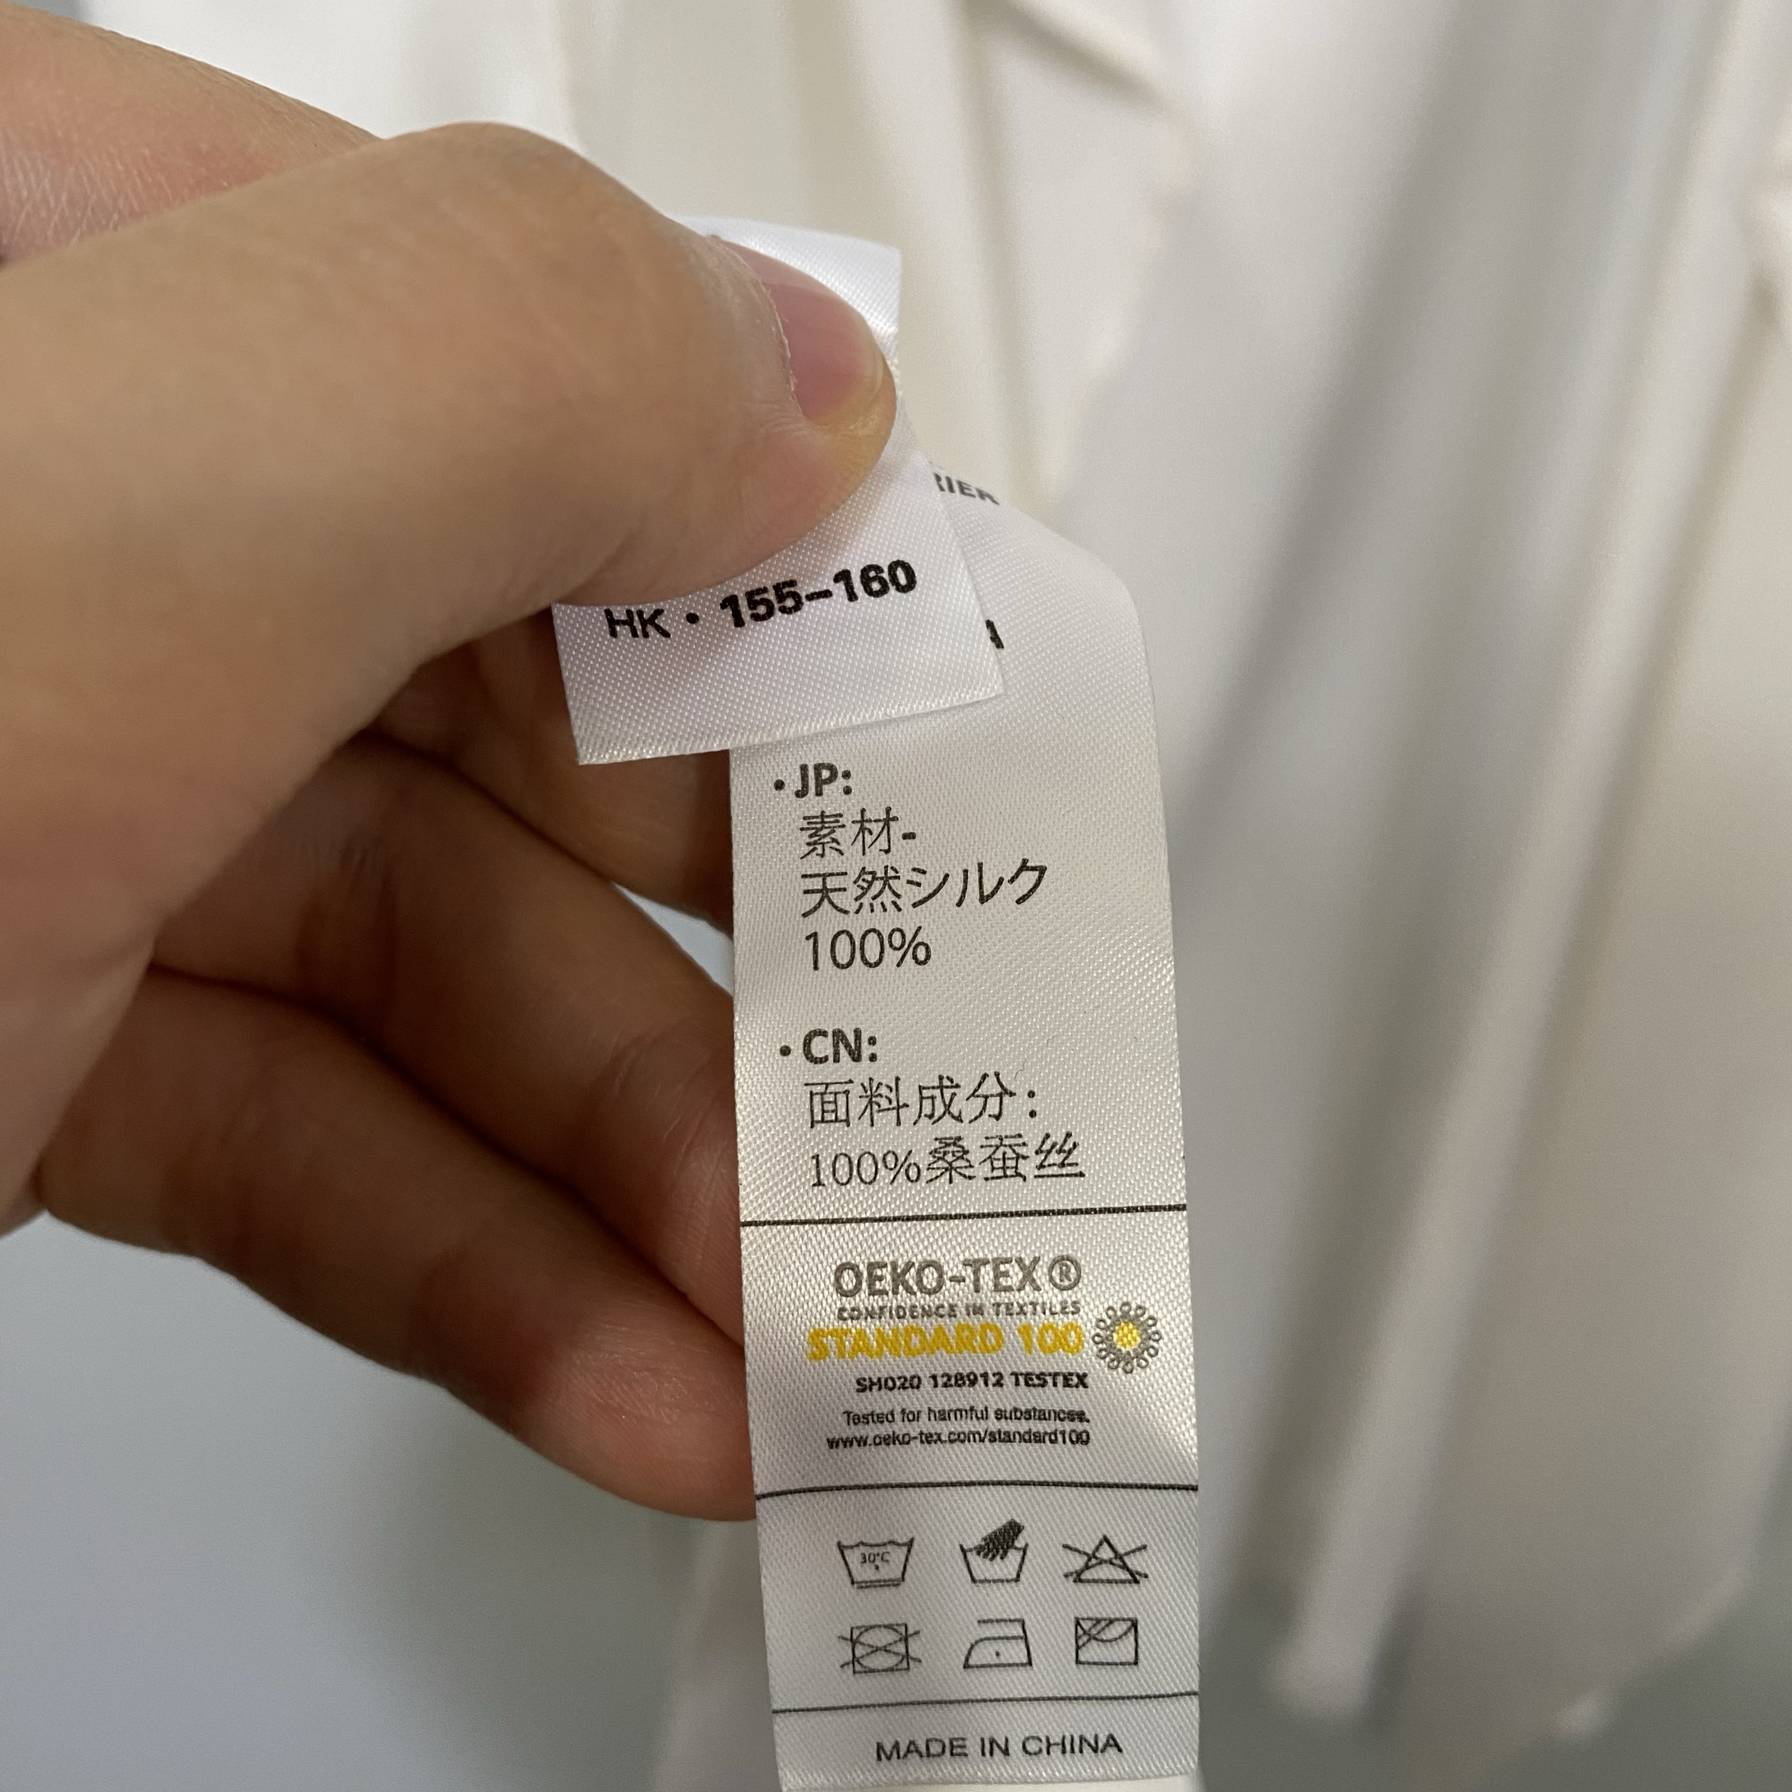 HK · 155–160
· JP:
素材-
天然シルク
100%
· CN:
面料成分:
100%桑蚕丝
OEKO-TEX®
CONFIDENCE IN TEXTILES
STANDARD 100
SH020 128912 TESTEX
Tested for harmful substances.
www.oeko-tex.com/standard100
30°C
MADE IN CHINA